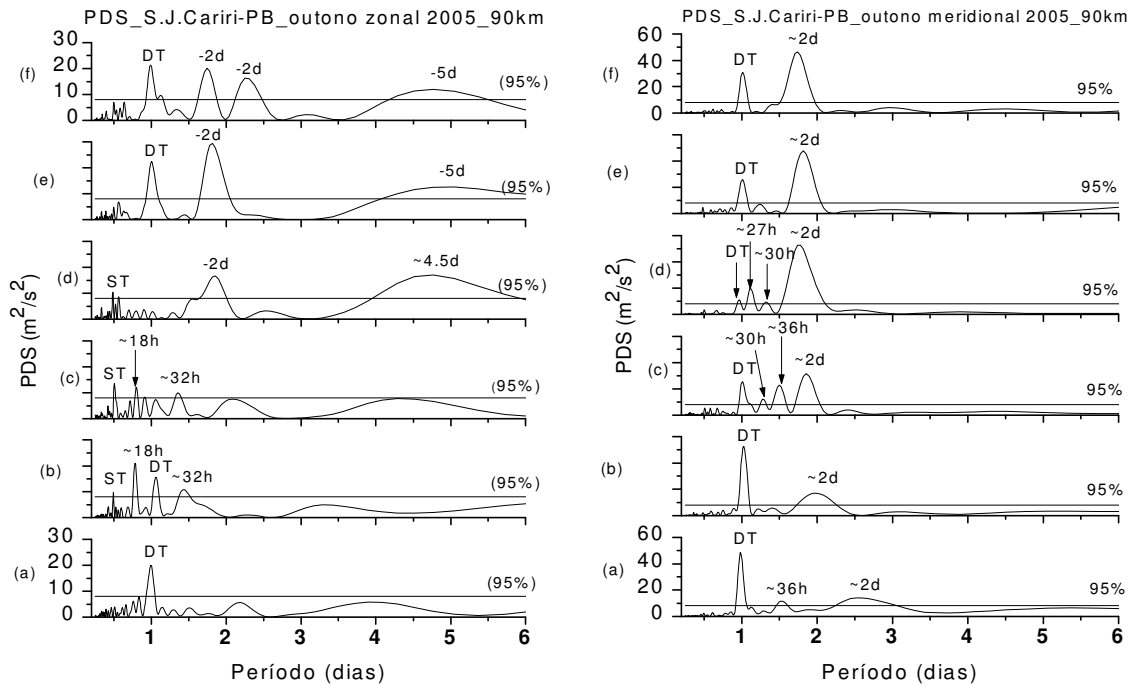 PDS_S.J.Cariri-PB_outono zonal 2005_90km
30
20
10
0
(f)
DT
-2d
-2d
-5d
(95%)
(e)
DT
-2d
-5d
(95%)
(d)
ST
-2d
~4.5d
(95%)
(c)
ST
~18h
~32h
(95%)
(b)
ST
~18h
DT
~32h
(95%)
30
20
10
0
(a)
DT
(95%)
1 2 3 4 5 6
PDS (m²/s²)
Período (dias)
PDS_S.J.Cariri-PB_outono meridional 2005_90km
60
40
20
0
(f)
DT
~2d
95%
(e)
DT
~2d
95%
(d)
DT
~27h
~30h
~2d
95%
(c)
DT
~30h
~36h
~2d
95%
(b)
DT
~2d
95%
60
40
20
0
(a)
DT
~36h
~2d
95%
1 2 3 4 5 6
PDS (m²/s²)
Período (dias)